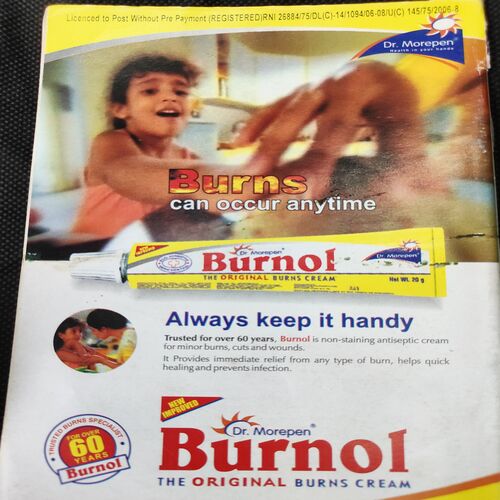 Licenced to Post Without Pre Payment (REGISTERED)RNI 26884/75/DL(C)-14/1094/06-08/U(C) 145/75/2006-8
Dr. Morepen
Health in your hands
Burns
can occur anytime
Dr. Morepen
Burnol
THE ORIGINAL BURNS CREAM
Dr. Morepen
Net Wt. 20 g
Always keep it handy
Trusted for over 60 years, Burnol is non-staining antiseptic cream
for minor burns, cuts and wounds.
It Provides immediate relief from any type of burn, helps quick
healing and prevents infection.
NEW
IMPROVED
TRUSTED BURNS SPECIALIST
FOR OVER
60
YEARS
Burnol
Dr. Morepen
Burnol
THE ORIGINAL BURNS CREAM